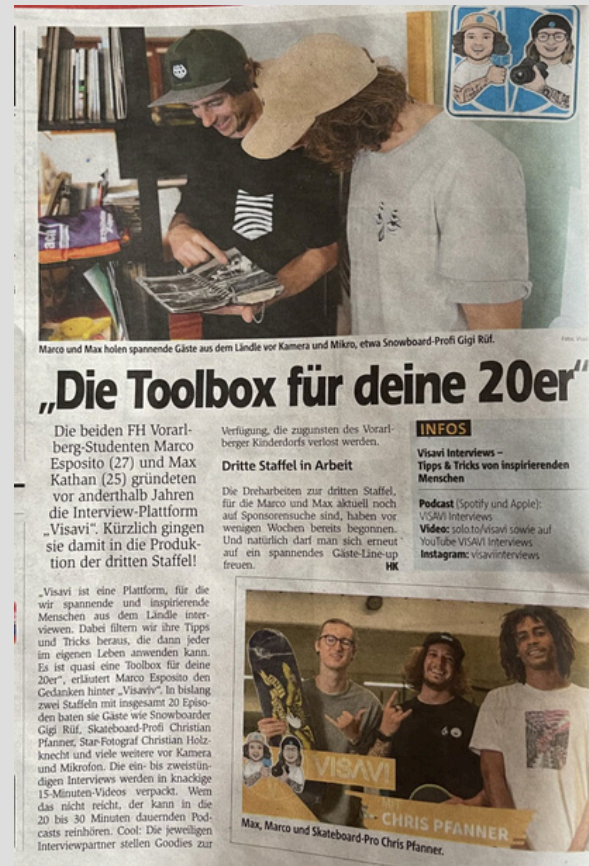 Marco und Max holen spannende Gäste aus dem Ländle vor Kamera und Mikro, etwa Snowboard-Profi Gigi Rüf.
Foto:
„Die Toolbox für deine 20er“
Die beiden FH Vorarl-
berg-Studenten Marco
Esposito (27) und Max
Kathan (25) gründeten
vor anderthalb Jahren
die Interview-Plattform
„Visavi“. Kürzlich gingen
sie damit in die Produk-
tion der dritten Staffel!
„Visavi ist eine Plattform, für die
wir spannende und inspirierende
Menschen aus dem Ländle inter-
viewen. Dabei filtern wir ihre Tipps
und Tricks heraus, die dann jeder
im eigenen Leben anwenden kann.
Es ist quasi eine Toolbox für deine
20er“, erläutert Marco Esposito den
Gedanken hinter „Visaviv“. In bislang
zwei Staffeln mit insgesamt 20 Episo-
den baten sie Gäste wie Snowboarder
Gigi Rüf, Skateboard-Profi Christian
Pfanner, Star-Fotograf Christian Holz-
knecht und viele weitere vor Kamera
und Mikrofon. Die ein- bis zweistün-
digen Interviews werden in knackige
15-Minuten-Videos verpackt. Wem
das nicht reicht, der kann in die
20 bis 30 Minuten dauernden Pod-
casts reinhören. Cool: Die jeweiligen
Interviewpartner stellen Goodies zur
Verfügung, die zugunsten des Vorarl-
berger Kinderdorfs verlost werden.
Dritte Staffel in Arbeit
Die Dreharbeiten zur dritten Staffel,
für die Marco und Max aktuell noch
auf Sponsorensuche sind, haben vor
wenigen Wochen bereits begonnen.
Und natürlich darf man sich erneut
auf ein spannendes Gäste-Line-up
freuen. HK
INFOS
Visavi Interviews –
Tipps & Tricks von inspirierenden
Menschen
Podcast (Spotify und Apple):
VISAVI Interviews
Video: solo.to/visavi sowie auf
YouTube VISAVI Interviews
Instagram: visaviinterviews
VISAVI
CHRIS PFANNER
Max, Marco und Skateboard-Pro Chris Pfanner.